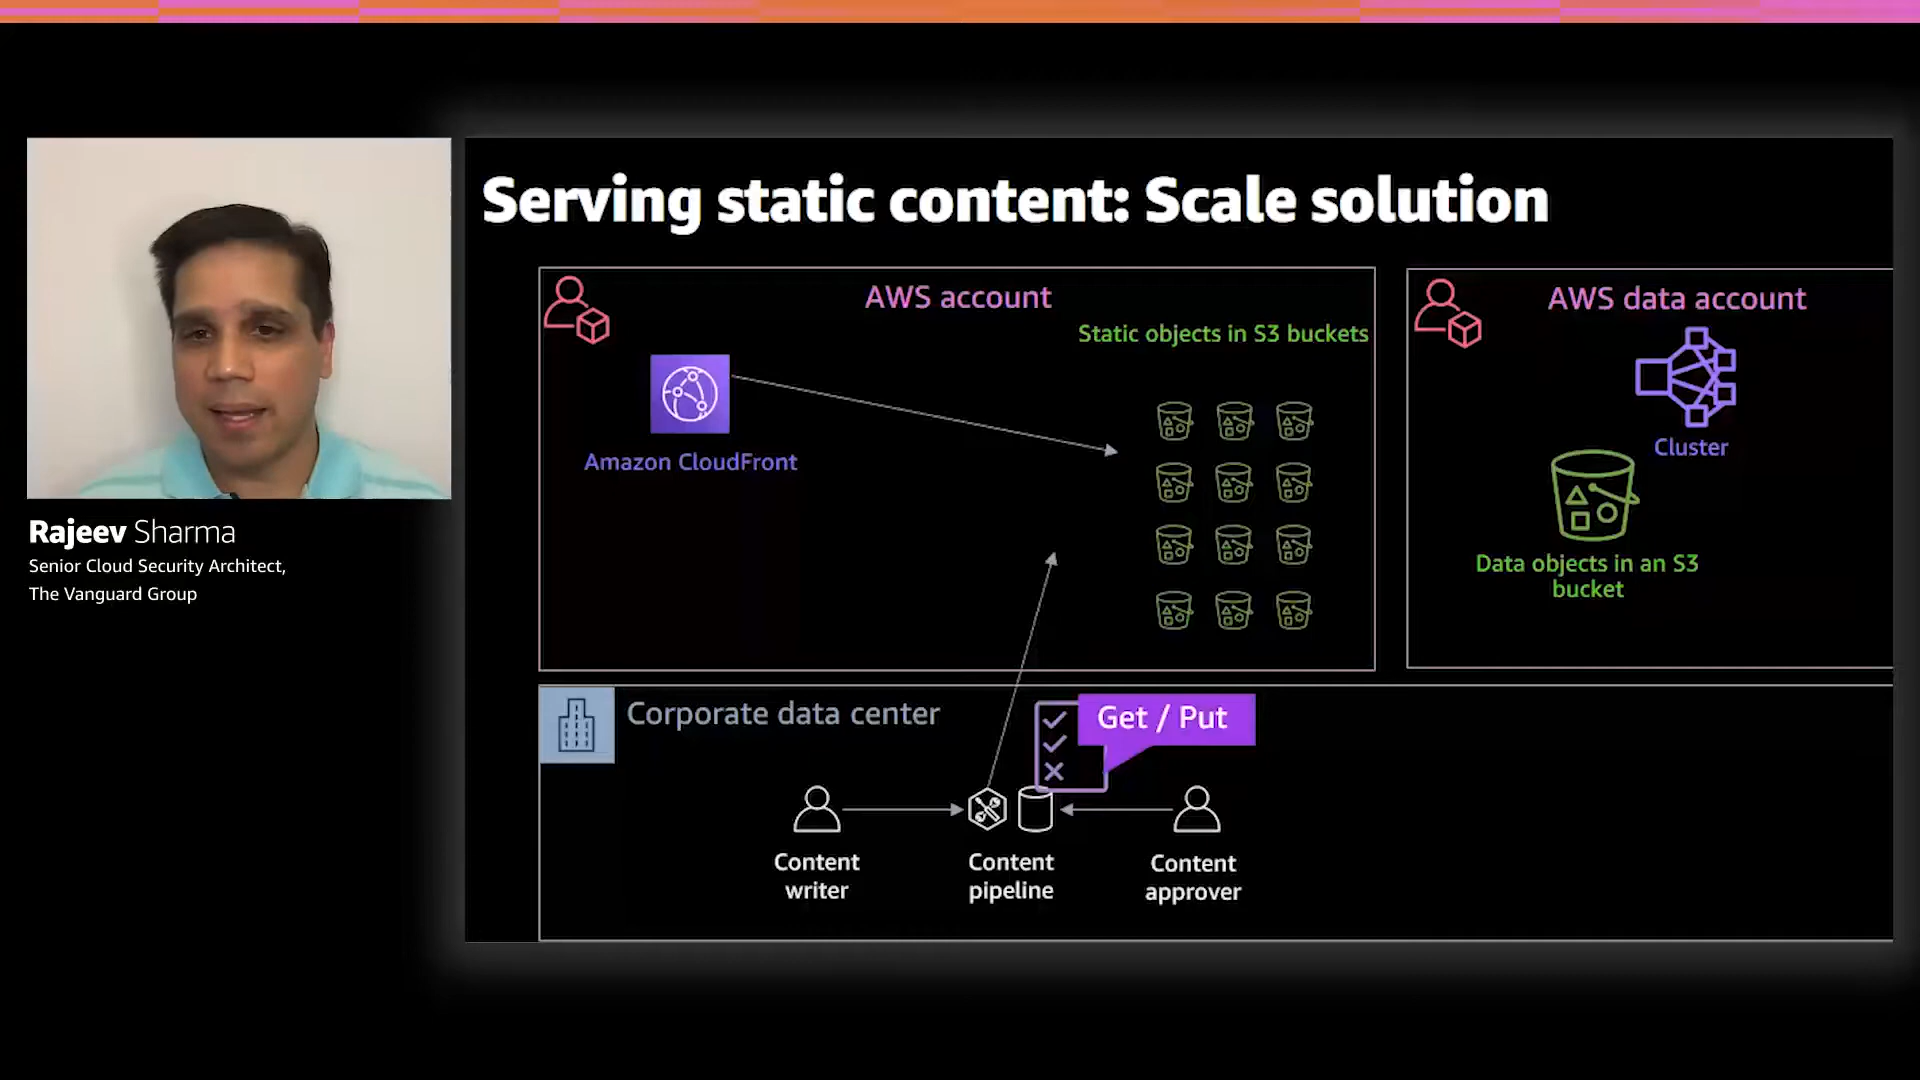 Serving static content: Scale solution
AWS account
Static objects in S3 buckets
Amazon CloudFront
AWS data account
Cluster
Data objects in an S3
bucket
Rajeev Sharma
Senior Cloud Security Architect,
The Vanguard Group
Corporate data center
Get / Put
Content
writer
Content
pipeline
Content
approver